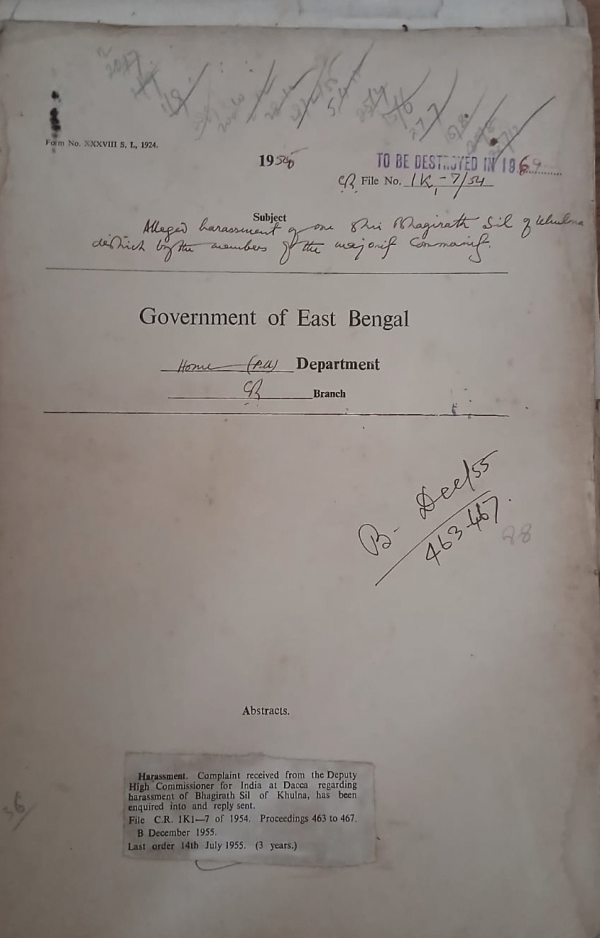 Form No. XXXVIII S. I., 1924.
1954
TO BE DESTROYED IN 196
CR File No. 1K1-7/54
Subject
Alleged harassment of one Shri Bhagirath Sil of Khulna
district by the members of the majority Community.
Government of East Bengal
Home (Poll) Department
CR Branch
B- Dec/55
463-467.
Abstracts.
Harassment. Complaint received from the Deputy
High Commissioner for India at Dacca regarding
harassment of Bhagirath Sil of Khulna, has been
enquired into and reply sent.
File C.R. 1K1—7 of 1954. Proceedings 463 to 467.
B December 1955.
Last order 14th July 1955. (3 years.)
36